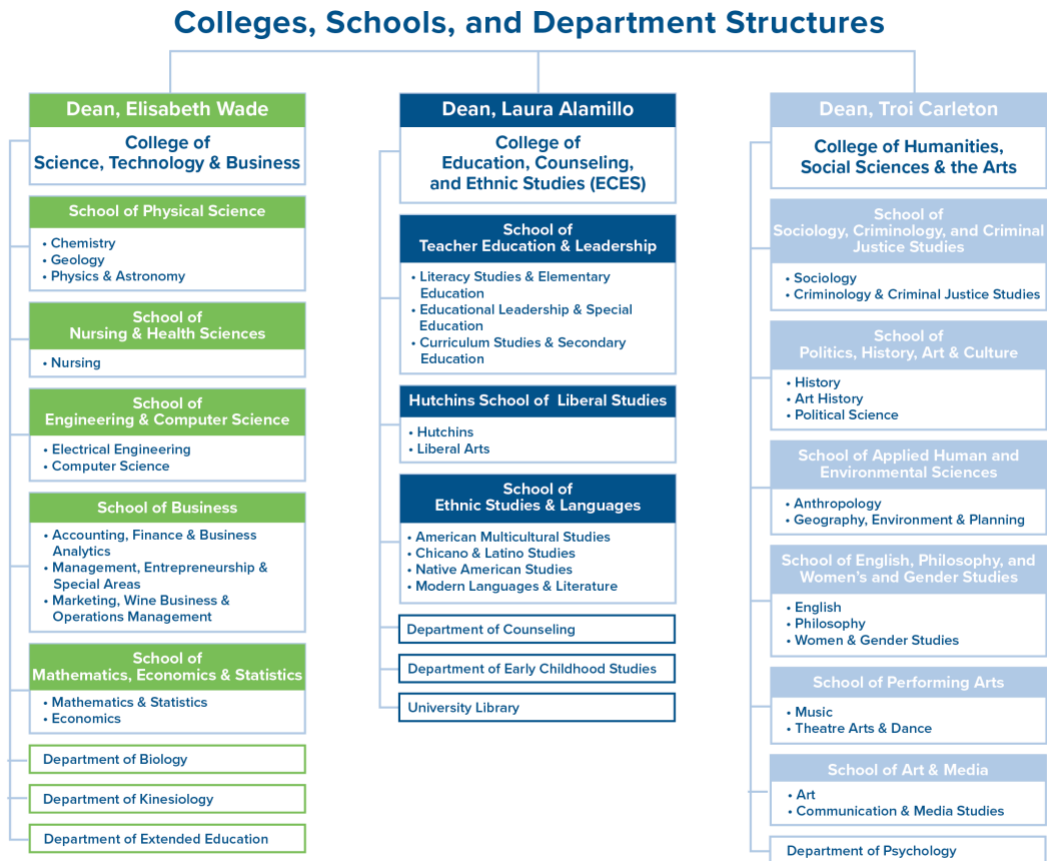 Colleges, Schools, and Department Structures
Dean, Elisabeth Wade
College of
Science, Technology & Business
School of Physical Science
• Chemistry
• Geology
• Physics & Astronomy
School of
Nursing & Health Sciences
• Nursing
School of
Engineering & Computer Science
• Electrical Engineering
• Computer Science
School of Business
• Accounting, Finance & Business
Analytics
• Management, Entrepreneurship &
Special Areas
• Marketing, Wine Business &
Operations Management
School of
Mathematics, Economics & Statistics
• Mathematics & Statistics
• Economics
Department of Biology
Department of Kinesiology
Department of Extended Education
Dean, Laura Alamillo
College of
Education, Counseling,
and Ethnic Studies (ECES)
School of
Teacher Education & Leadership
• Literacy Studies & Elementary
Education
• Educational Leadership & Special
Education
• Curriculum Studies & Secondary
Education
Hutchins School of Liberal Studies
• Hutchins
• Liberal Arts
School of
Ethnic Studies & Languages
• American Multicultural Studies
• Chicano & Latino Studies
• Native American Studies
• Modern Languages & Literature
Department of Counseling
Department of Early Childhood Studies
University Library
Dean, Troi Carleton
College of Humanities,
Social Sciences & the Arts
School of
Sociology, Criminology, and Criminal
Justice Studies
• Sociology
• Criminology & Criminal Justice Studies
School of
Politics, History, Art & Culture
• History
• Art History
• Political Science
School of Applied Human and
Environmental Sciences
• Anthropology
• Geography, Environment & Planning
School of English, Philosophy, and
Women's and Gender Studies
• English
• Philosophy
• Women & Gender Studies
School of Performing Arts
• Music
• Theatre Arts & Dance
School of Art & Media
• Art
• Communication & Media Studies
Department of Psychology